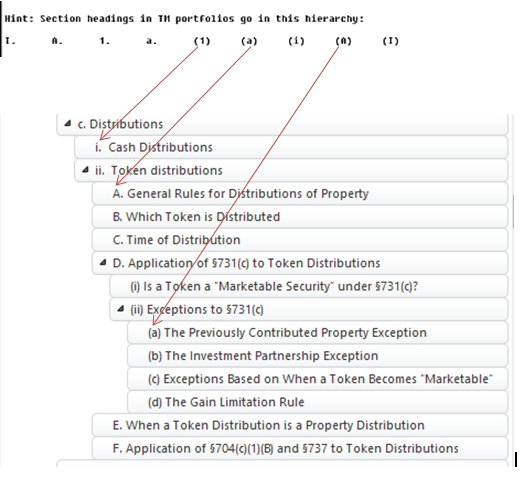 Hint: Section headings in TM portfolios go in this hierarchy:
I. A. 1. a. (1) (a) (i) (A) (I)
c. Distributions
i. Cash Distributions
ii. Token distributions
A. General Rules for Distributions of Property
B. Which Token is Distributed
C. Time of Distribution
D. Application of §731(c) to Token Distributions
(i) Is a Token a "Marketable Security" under §731(c)?
(ii) Exceptions to §731(c)
(a) The Previously Contributed Property Exception
(b) The Investment Partnership Exception
(c) Exceptions Based on When a Token Becomes "Marketable"
(d) The Gain Limitation Rule
E. When a Token Distribution is a Property Distribution
F. Application of §704(c)(1)(B) and §737 to Token Distributions